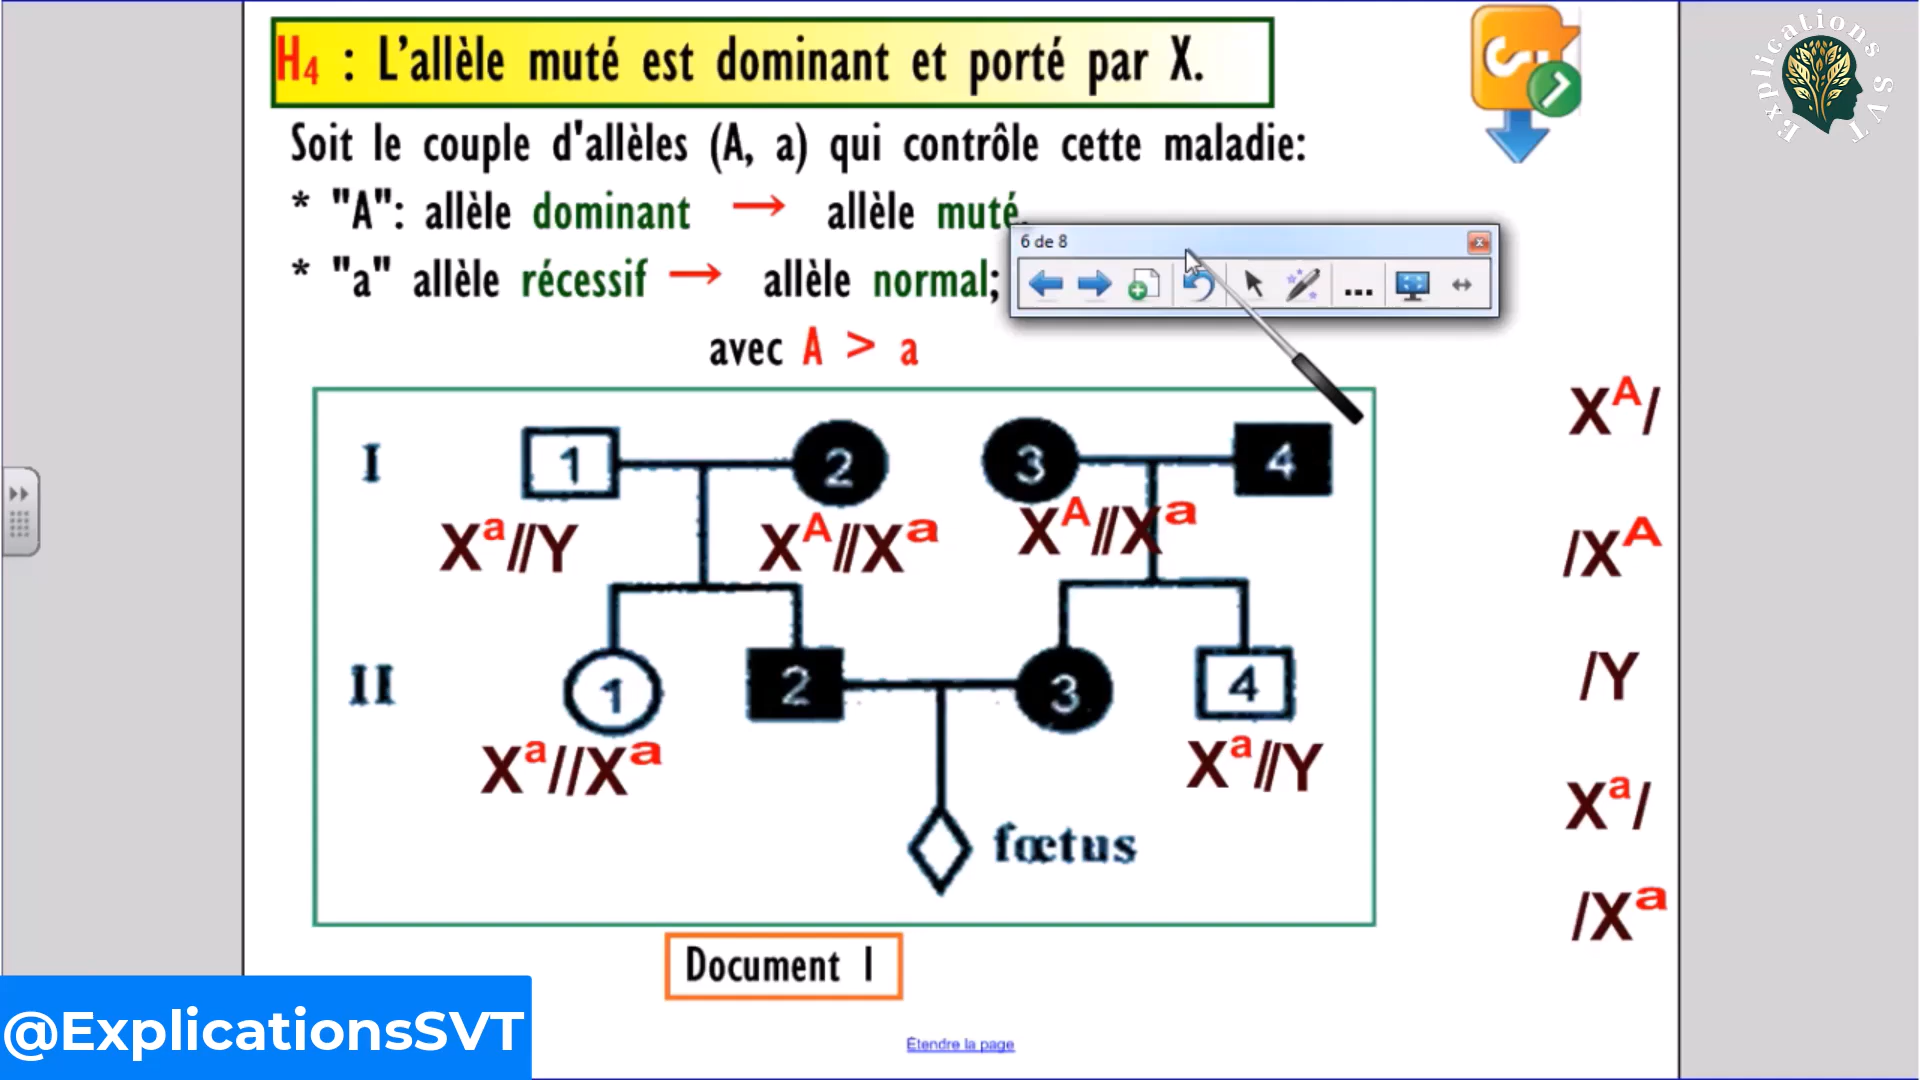 H4 : L'allèle muté est dominant et porté par X.
Explications SVT
Soit le couple d'allèles (A, a) qui contrôle cette maladie:
* "A": allèle dominant → allèle muté.
* "a" allèle récessif → allèle normal;
6 de 8
avec A > a
I 1 2 3 4
Xa//Y XA//Xa XA//Xa
II 1 2 3 4
Xa//Xa Xa//Y
fœtus
XA/
/XA
/Y
Xa/
/Xa
Document 1
@ExplicationsSVT
Étendre la page